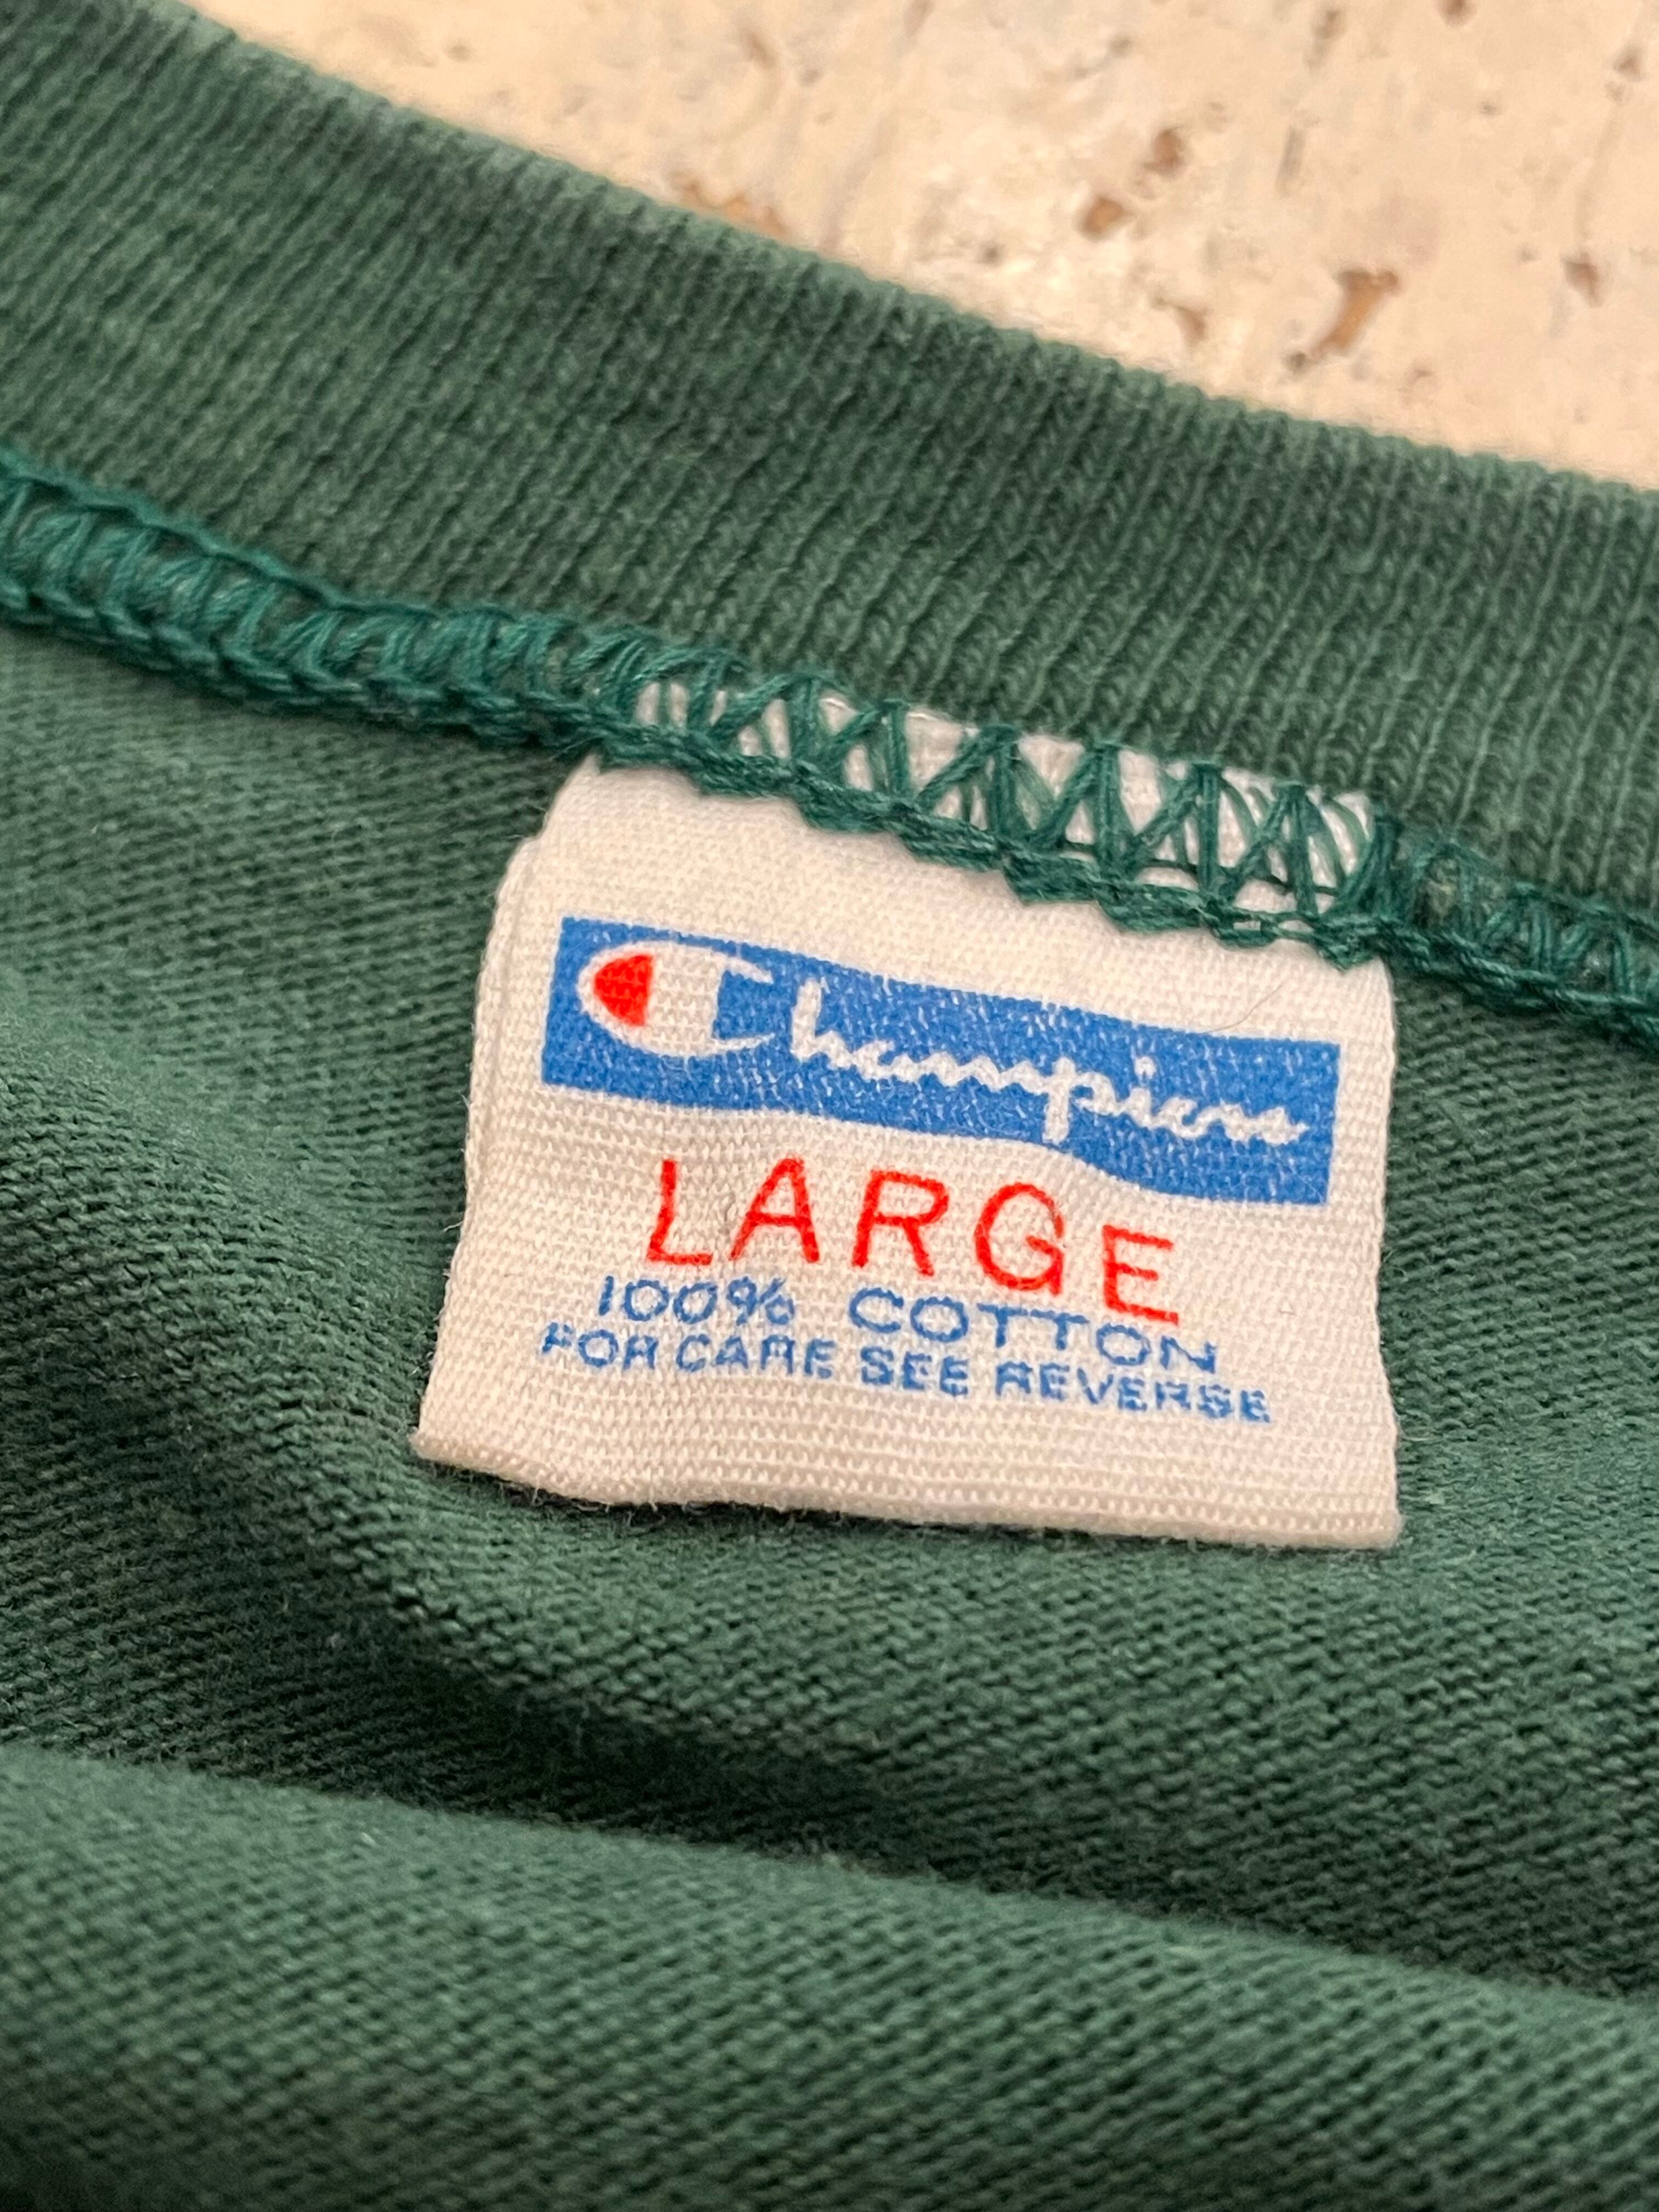 Champion
LARGE
100% COTTON
FOR CARE SEE REVERSE